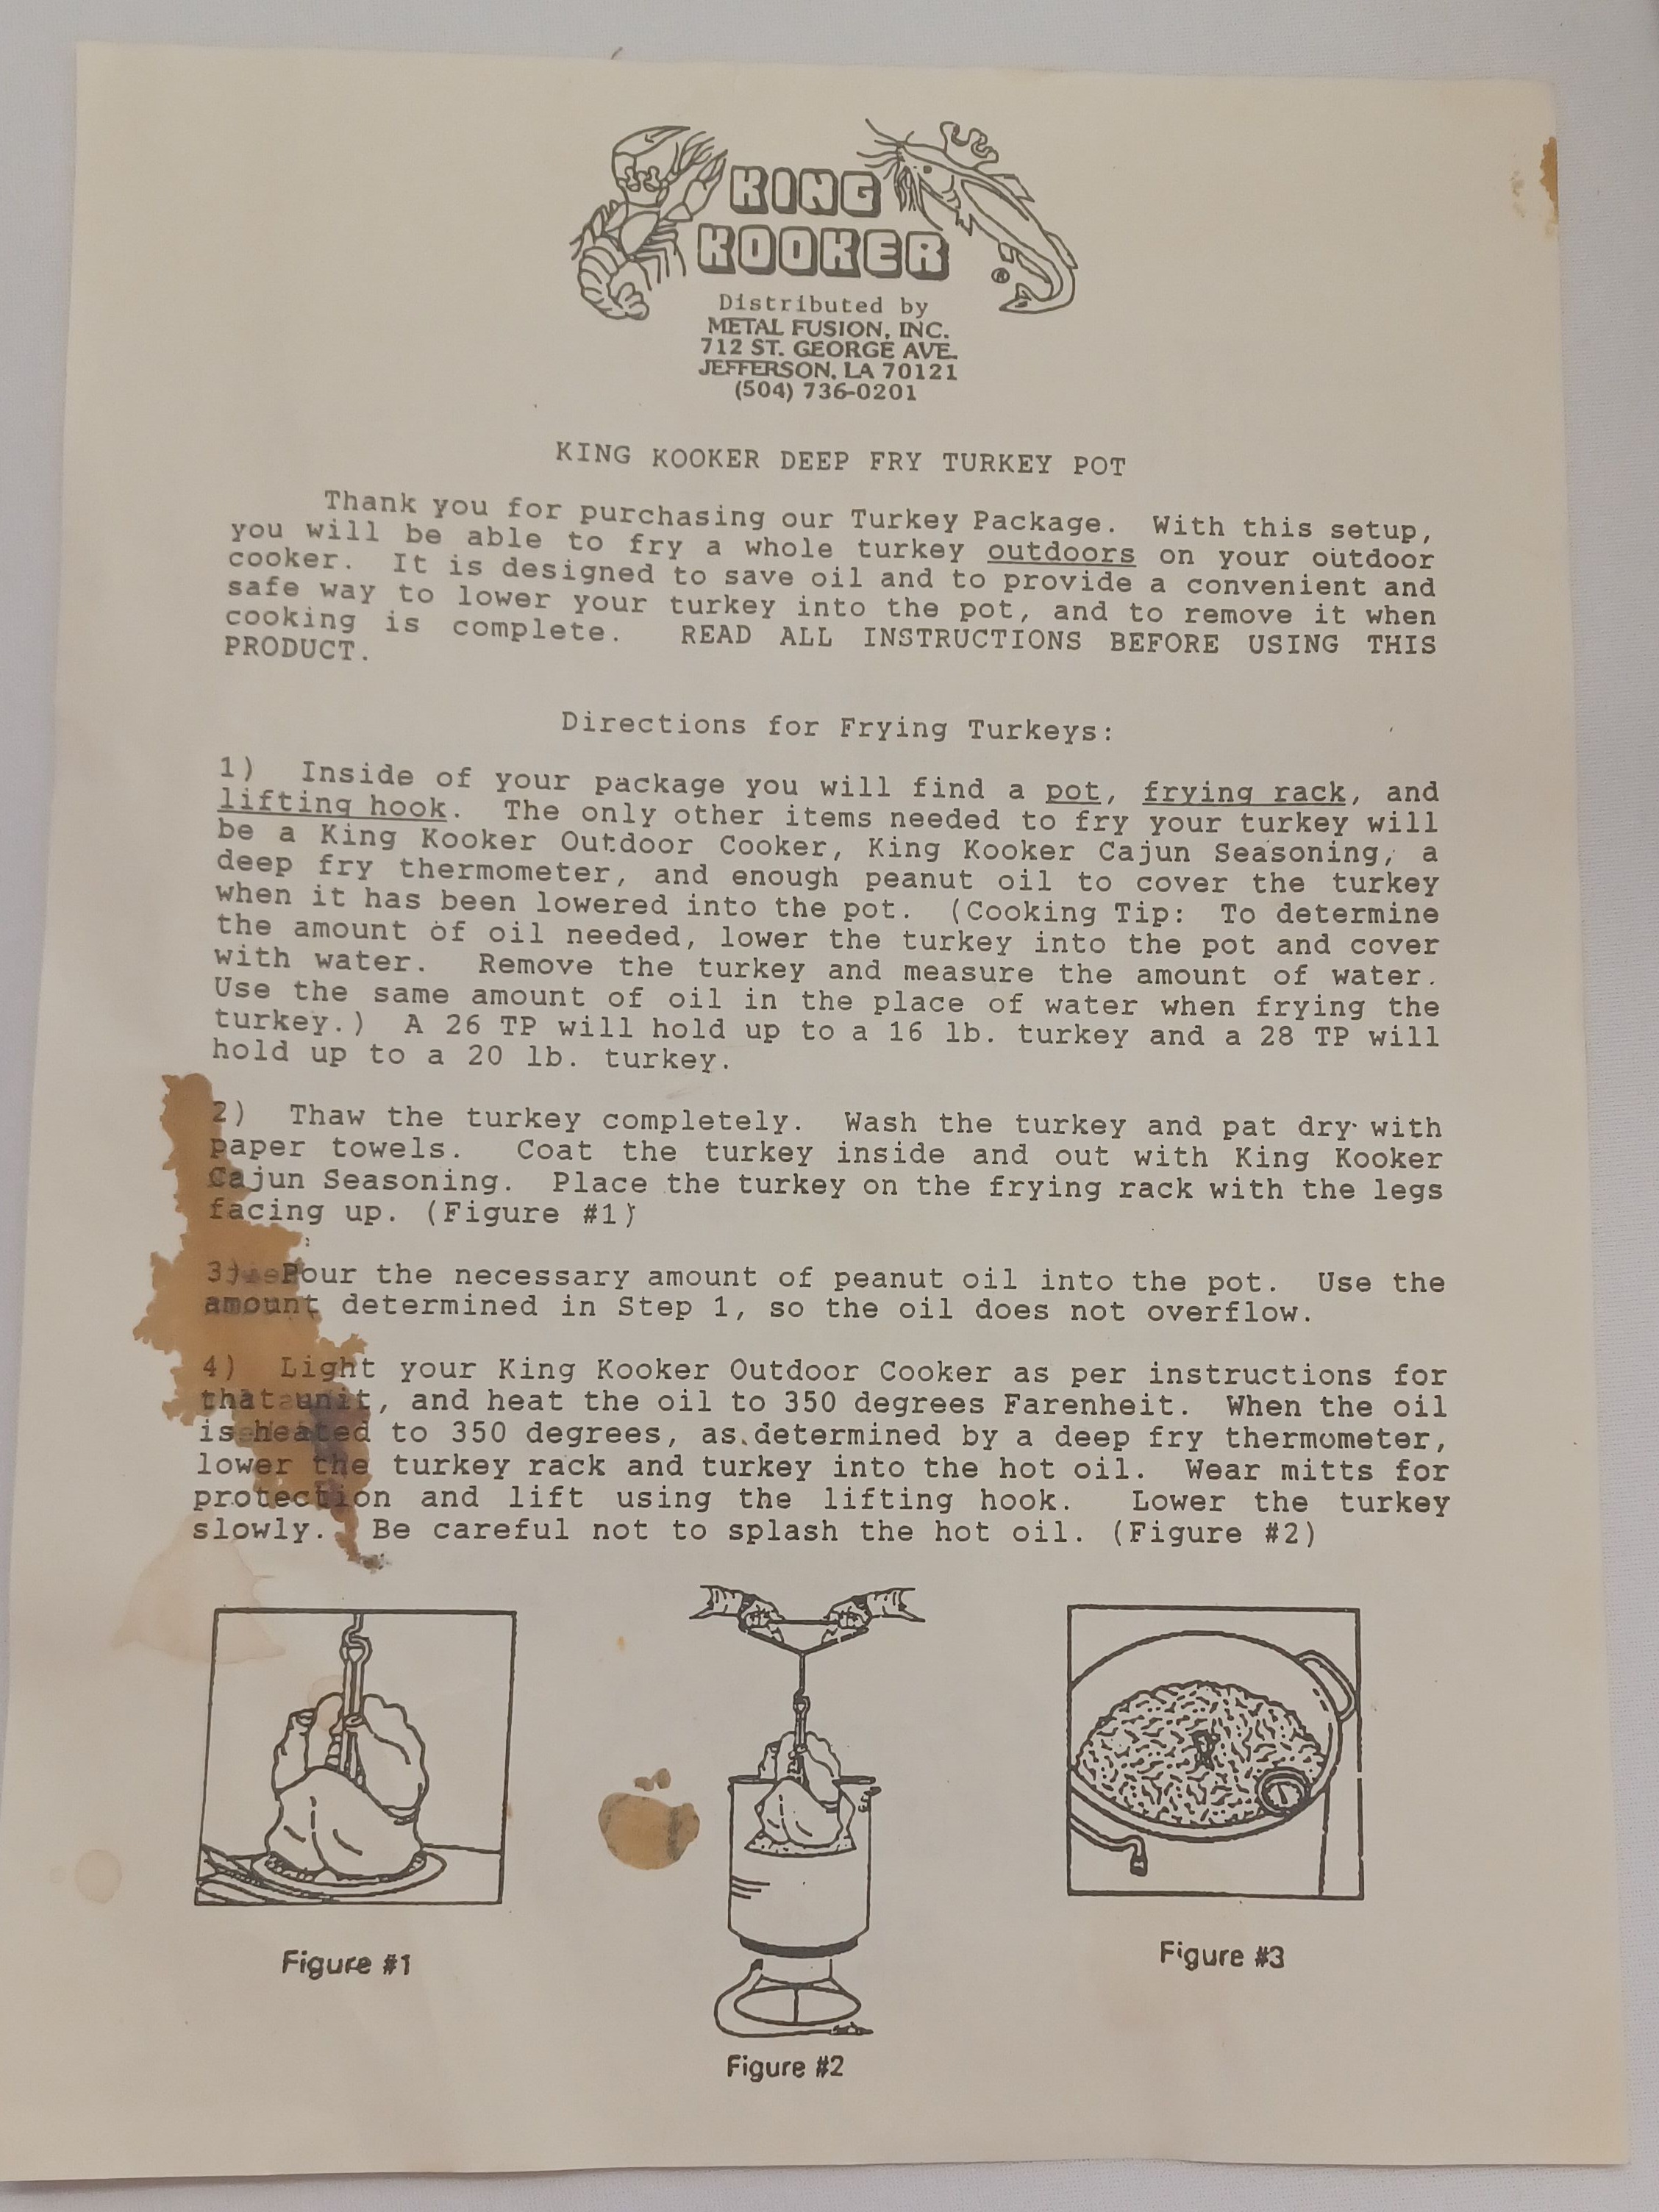 KING
KOOKER
®
Distributed by
METAL FUSION, INC.
712 ST. GEORGE AVE.
JEFFERSON, LA 70121
(504) 736-0201
KING KOOKER DEEP FRY TURKEY POT
Thank you for purchasing our Turkey Package. With this setup,
you will be able to fry a whole turkey outdoors on your outdoor
cooker. It is designed to save oil and to provide a convenient and
safe way to lower your turkey into the pot, and to remove it when
cooking is complete. READ ALL INSTRUCTIONS BEFORE USING THIS
PRODUCT.
Directions for Frying Turkeys:
1) Inside of your package you will find a pot, frying rack, and
lifting hook. The only other items needed to fry your turkey will
be a King Kooker Outdoor Cooker, King Kooker Cajun Seasoning, a
deep fry thermometer, and enough peanut oil to cover the turkey
when it has been lowered into the pot. (Cooking Tip: To determine
the amount of oil needed, lower the turkey into the pot and cover
with water. Remove the turkey and measure the amount of water.
Use the same amount of oil in the place of water when frying the
turkey.) A 26 TP will hold up to a 16 lb. turkey and a 28 TP will
hold up to a 20 lb. turkey.
2) Thaw the turkey completely. Wash the turkey and pat dry with
paper towels. Coat the turkey inside and out with King Kooker
Cajun Seasoning. Place the turkey on the frying rack with the legs
facing up. (Figure #1)
3) Pour the necessary amount of peanut oil into the pot. Use the
amount determined in Step 1, so the oil does not overflow.
4) Light your King Kooker Outdoor Cooker as per instructions for
that unit, and heat the oil to 350 degrees Farenheit. When the oil
is heated to 350 degrees, as determined by a deep fry thermometer,
lower the turkey rack and turkey into the hot oil. Wear mitts for
protection and lift using the lifting hook. Lower the turkey
slowly. Be careful not to splash the hot oil. (Figure #2)
Figure #1
Figure #2
Figure #3